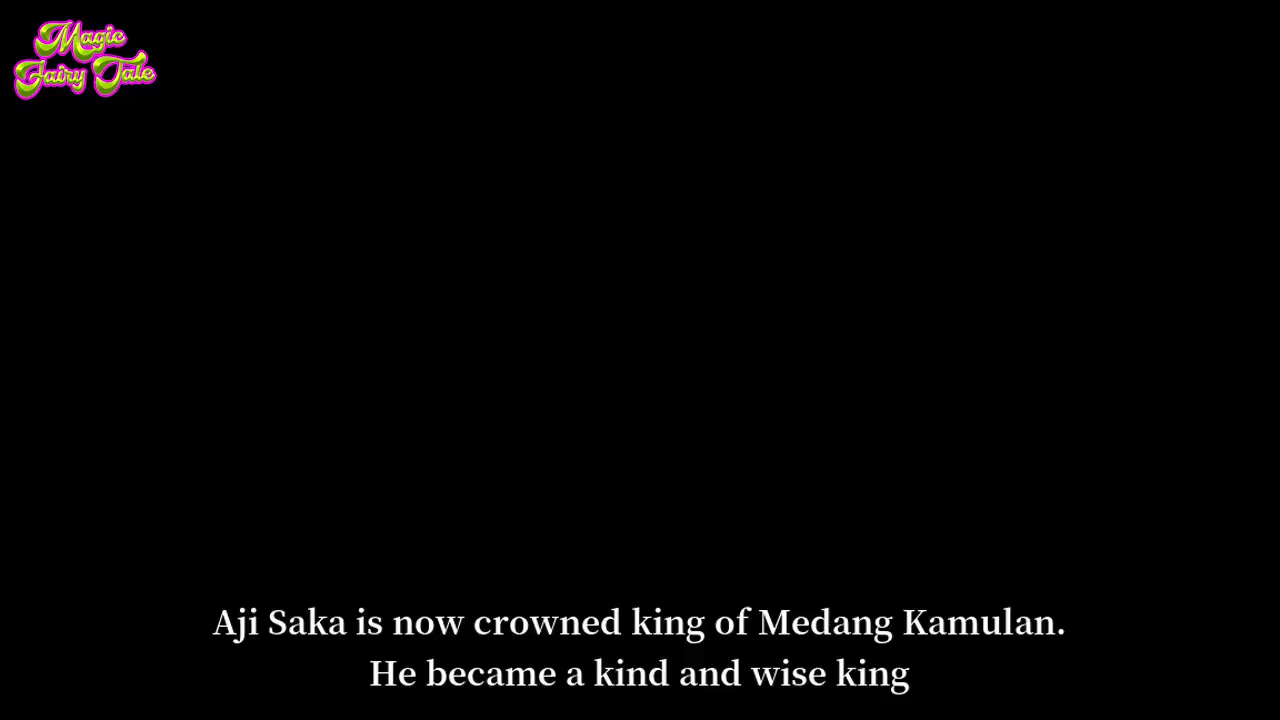 Magic
Fairy Tale
Aji Saka is now crowned king of Medang Kamulan.
He became a kind and wise king